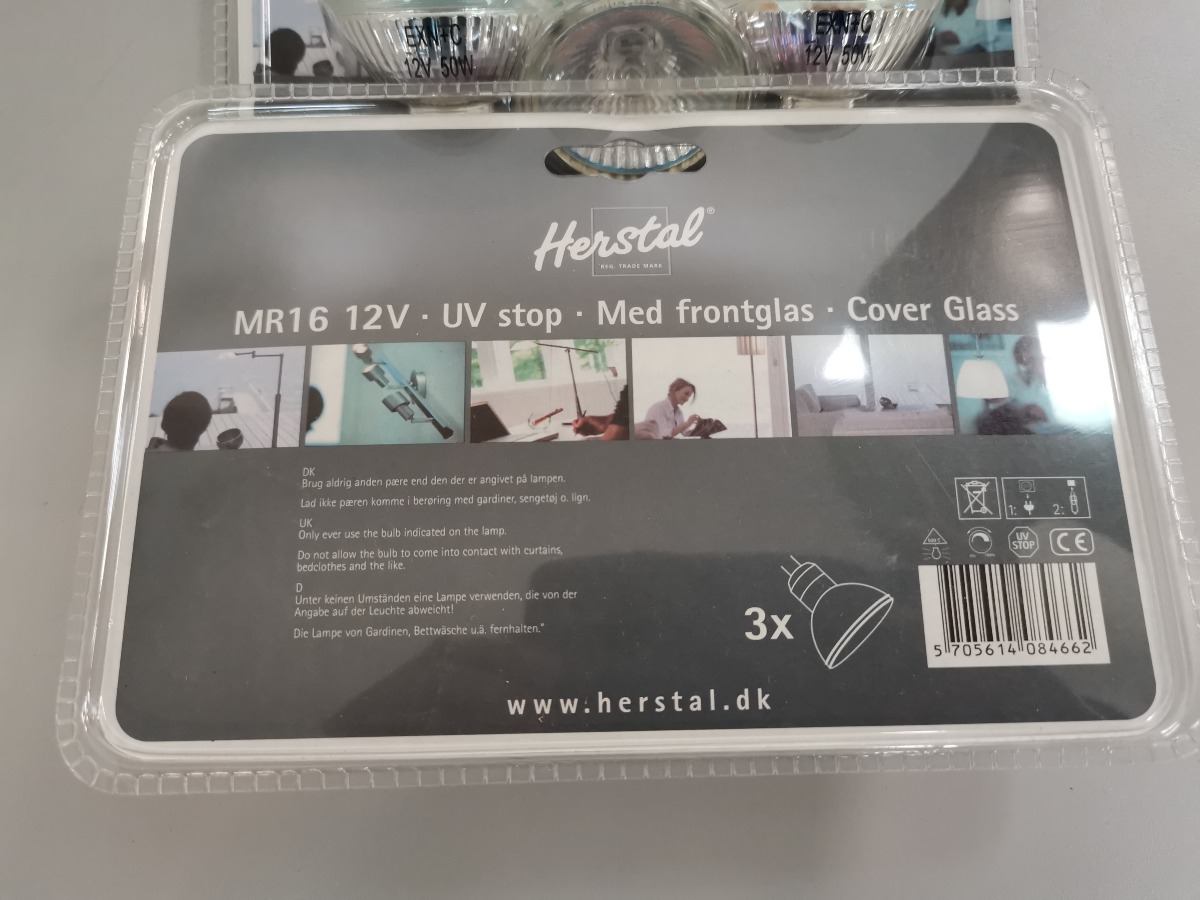 EXN+C
12V 50W
EXN+C
12V 50W
Herstal®
REG. TRADE MARK
MR16 12V · UV stop · Med frontglas · Cover Glass
DK
Brug aldrig anden pære end den der er angivet på lampen.
Lad ikke pæren komme i berøring med gardiner, sengetøj o. lign.
UK
Only ever use the bulb indicated on the lamp.
Do not allow the bulb to come into contact with curtains,
bedclothes and the like.
D
Unter keinen Umständen eine Lampe verwenden, die von der
Angabe auf der Leuchte abweicht!
Die Lampe von Gardinen, Bettwäsche u.ä. fernhalten."
1: 2:
UV
STOP
CE
3x
5 705614 084662
www.herstal.dk